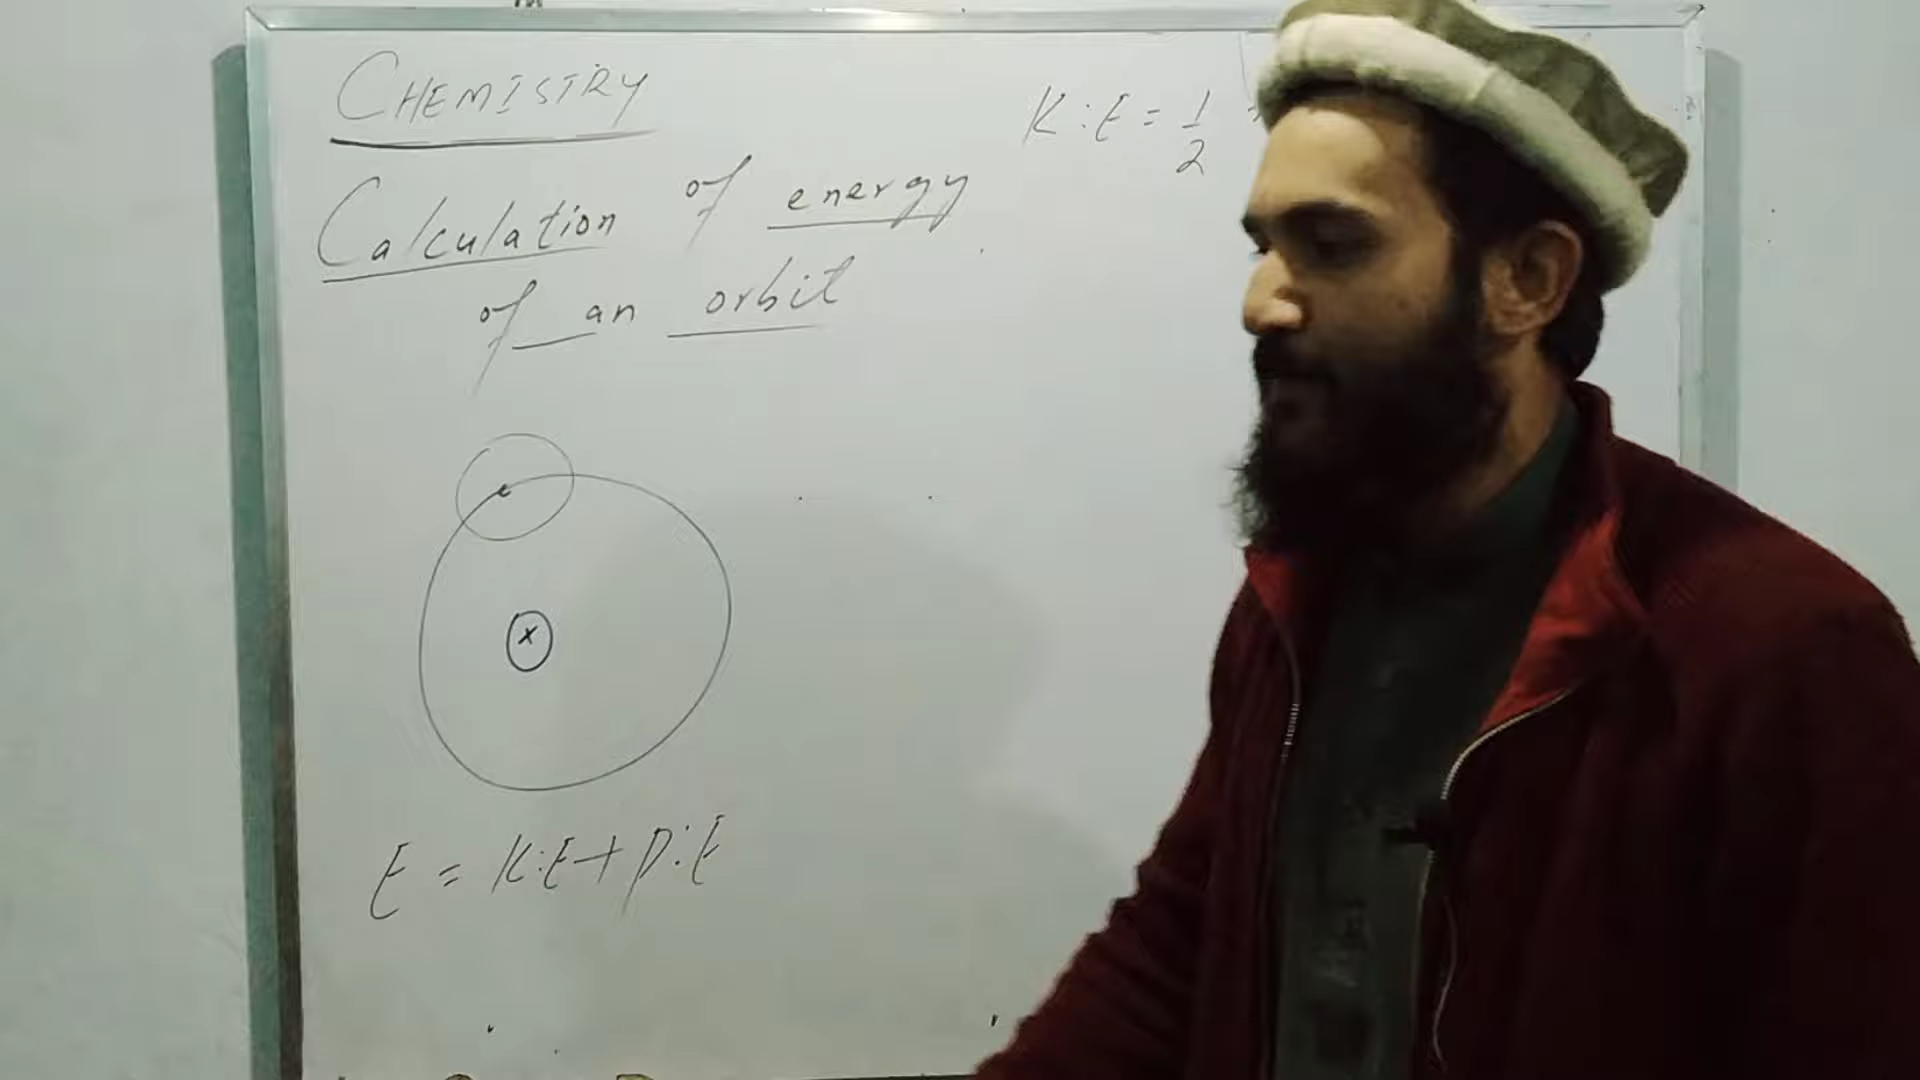 CHEMISTRY
Calculation of energy
of an orbit
K.E = 1/2
x
E = K.E + P.E